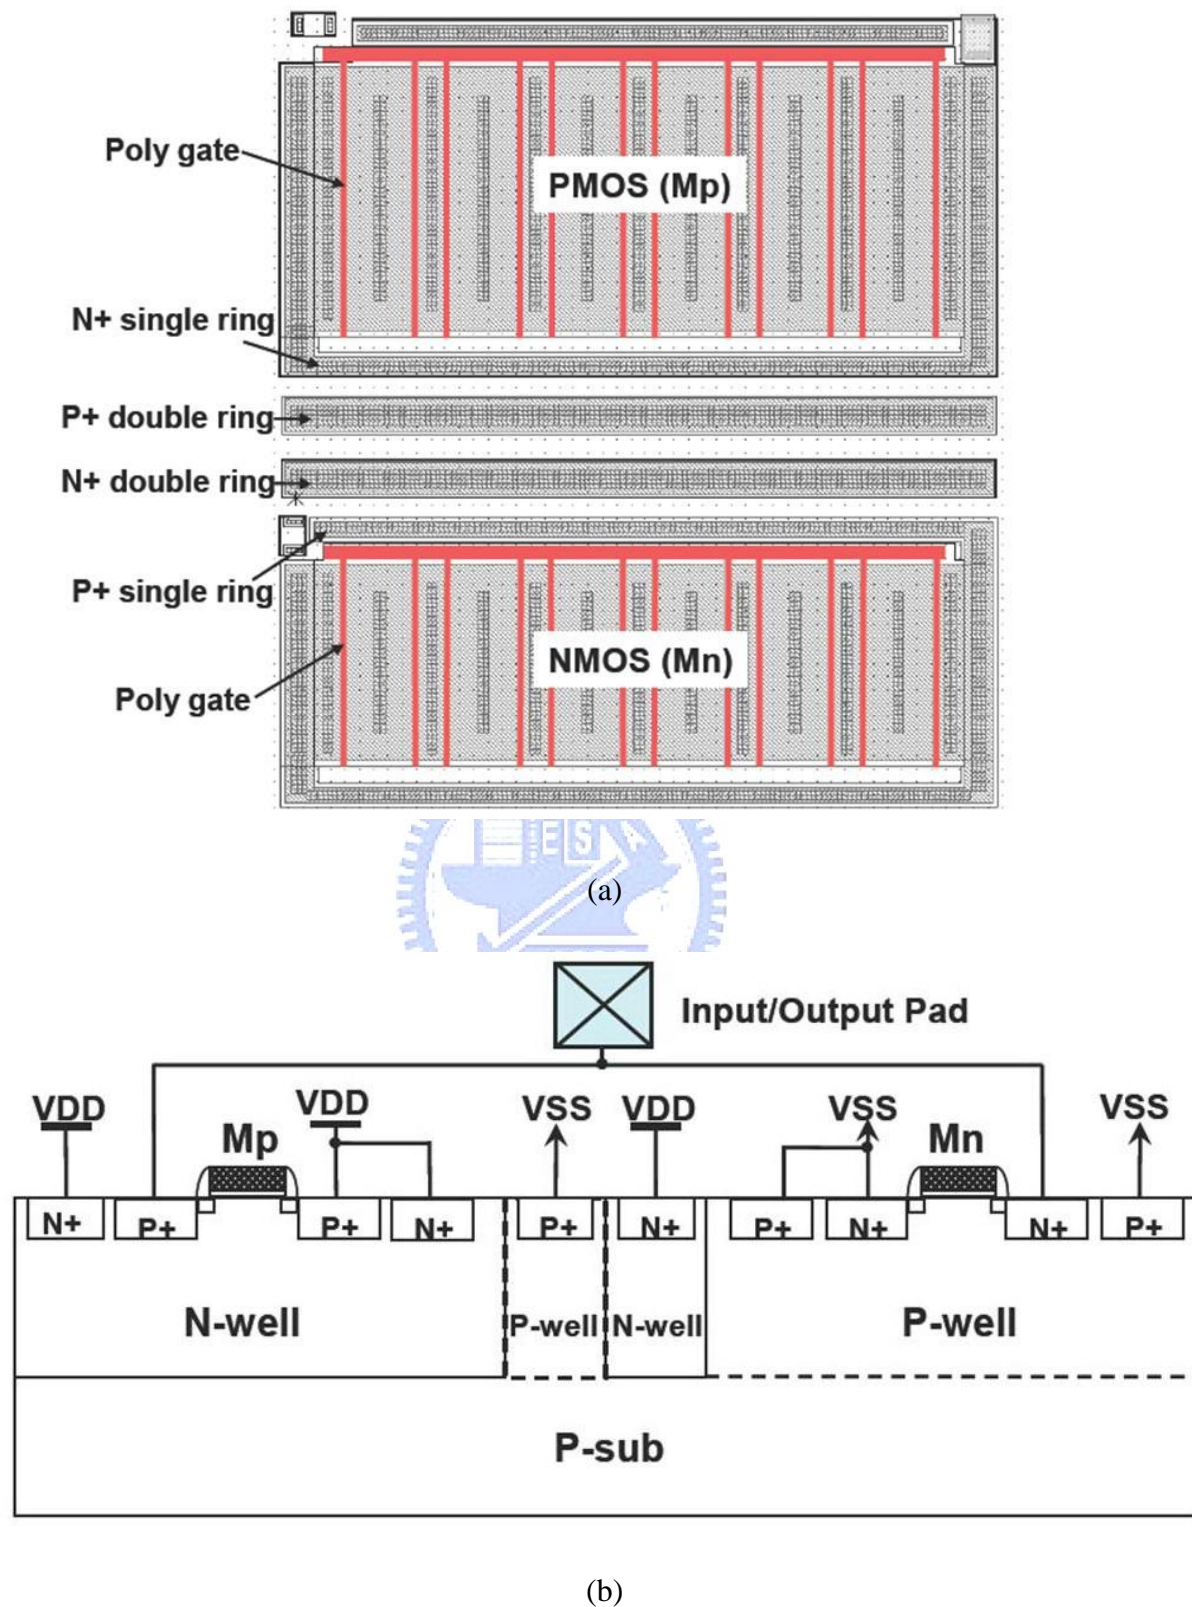 Poly gate
PMOS (Mp)
N+ single ring
P+ double ring
N+ double ring
P+ single ring
NMOS (Mn)
Poly gate
ES
(a)
Input/Output Pad
VDD
VDD
VSS
VDD
VSS
VSS
Mp
Mn
N+
P+
P+
N+
P+
N+
P+
N+
N+
P+
N-well
P-well
N-well
P-well
P-sub
(b)